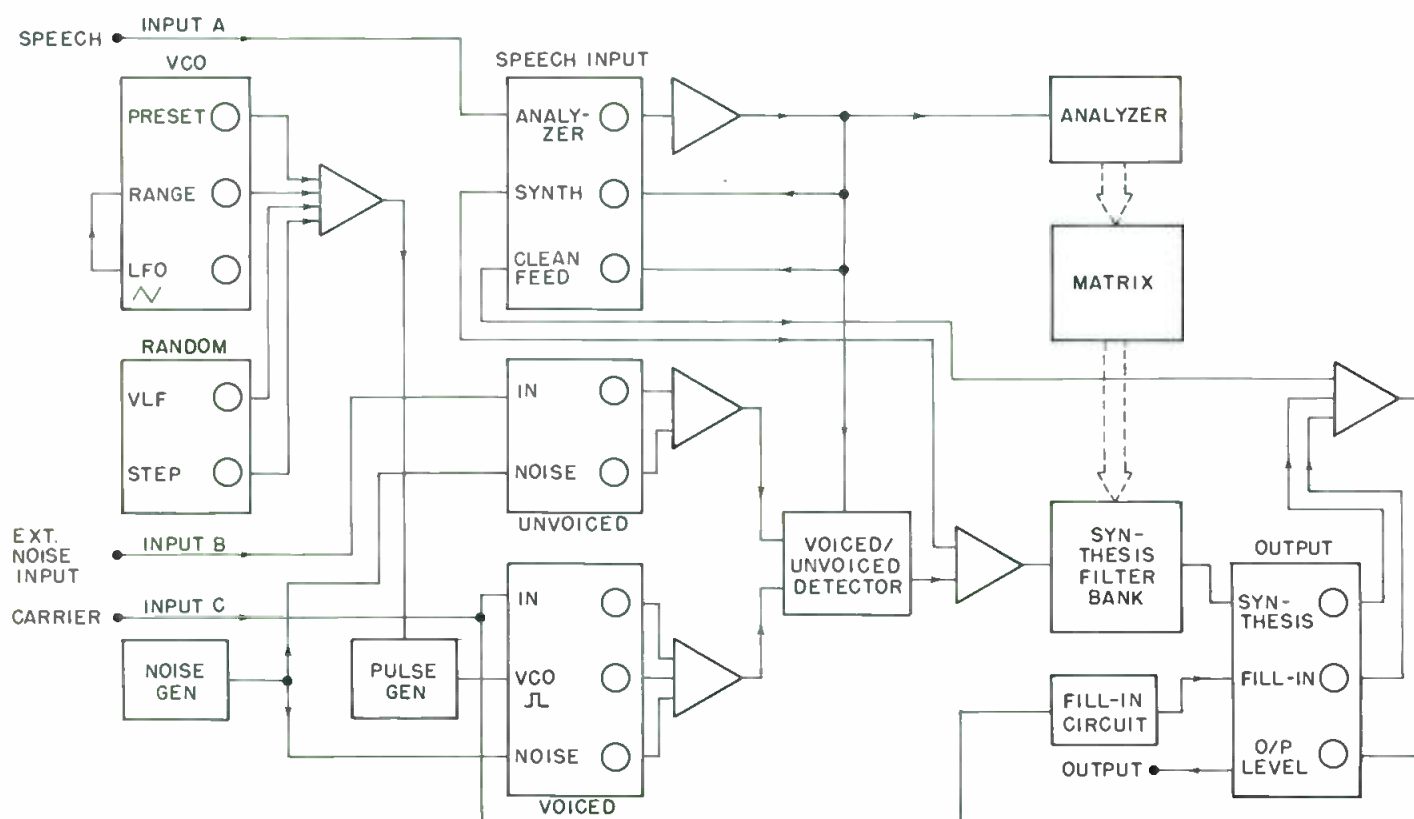 SPEECH
INPUT A
VCO
PRESET
RANGE
LFO
RANDOM
VLF
STEP
EXT.
NOISE
INPUT
INPUT B
CARRIER
INPUT C
NOISE
GEN
PULSE
GEN
SPEECH INPUT
ANALY-
ZER
SYNTH
CLEAN
FEED
IN
NOISE
UNVOICED
IN
VCO
NOISE
VOICED
VOICED/
UNVOICED
DETECTOR
ANALYZER
MATRIX
SYN-
THESIS
FILTER
BANK
FILL-IN
CIRCUIT
OUTPUT
OUTPUT
SYN-
THESIS
FILL-IN
O/P
LEVEL